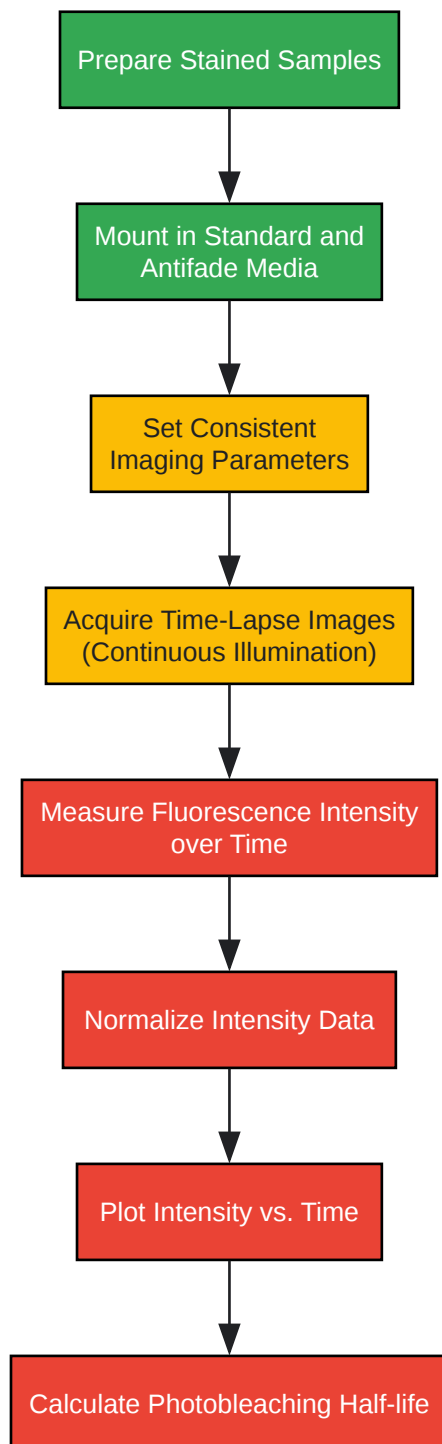 Prepare Stained Samples
Mount in Standard and
Antifade Media
Set Consistent
Imaging Parameters
Acquire Time-Lapse Images
(Continuous Illumination)
Measure Fluorescence Intensity
over Time
Normalize Intensity Data
Plot Intensity vs. Time
Calculate Photobleaching Half-life